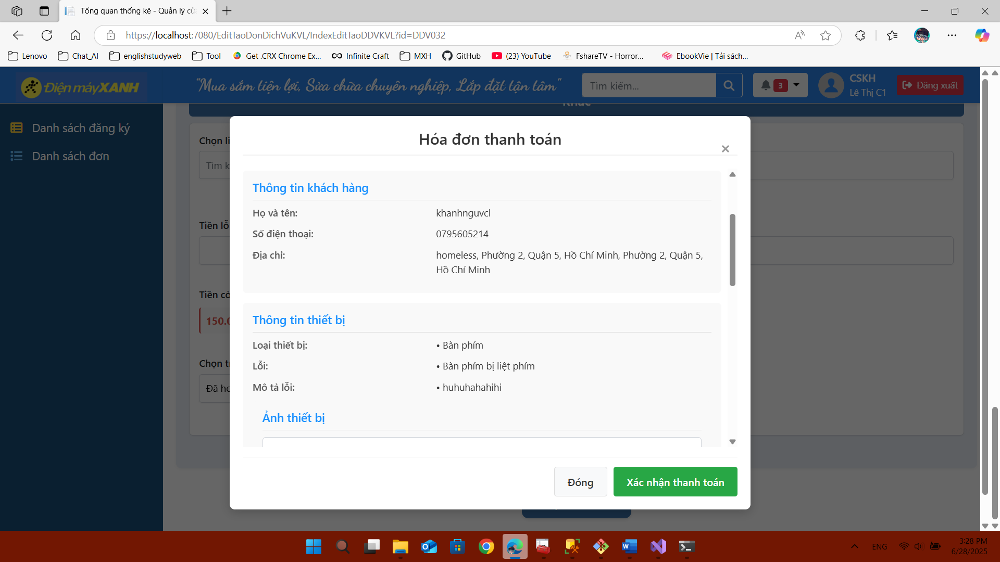 Tổng quan thống kê - Quản lý cử
https://localhost:7080/EditTaoDonDichVuKVL/IndexEditTaoDDVKVL?id=DDV032
Lenovo Chat_AI englishstudyweb Tool Get .CRX Chrome Ex... Infinite Craft MXH GitHub (23) YouTube FshareTV - Horror... EbookVie | Tải sách...
Điện máy XANH "Mua sắm tiện lợi, Sửa chữa chuyên nghiệp, Lắp đặt tận tâm" Tìm kiếm... 3 CSKH
Lê Thị C1
Đăng xuất
Khác
Danh sách đăng ký
Danh sách đơn
Chọn li
Tìm k
Tiền lỗ
Tiền cò
150.0
Chọn t
Đã ho
Hóa đơn thanh toán
×
Thông tin khách hàng
Họ và tên: khanhnguvcl
Số điện thoại: 0795605214
Địa chỉ: homeless, Phường 2, Quận 5, Hồ Chí Minh, Phường 2, Quận 5,
Hồ Chí Minh
Thông tin thiết bị
Loại thiết bị: • Bàn phím
Lỗi: • Bàn phím bị liệt phím
Mô tả lỗi: • huhuhahahihi
Ảnh thiết bị
Đóng Xác nhận thanh toán
ENG
3:28 PM
6/28/2025